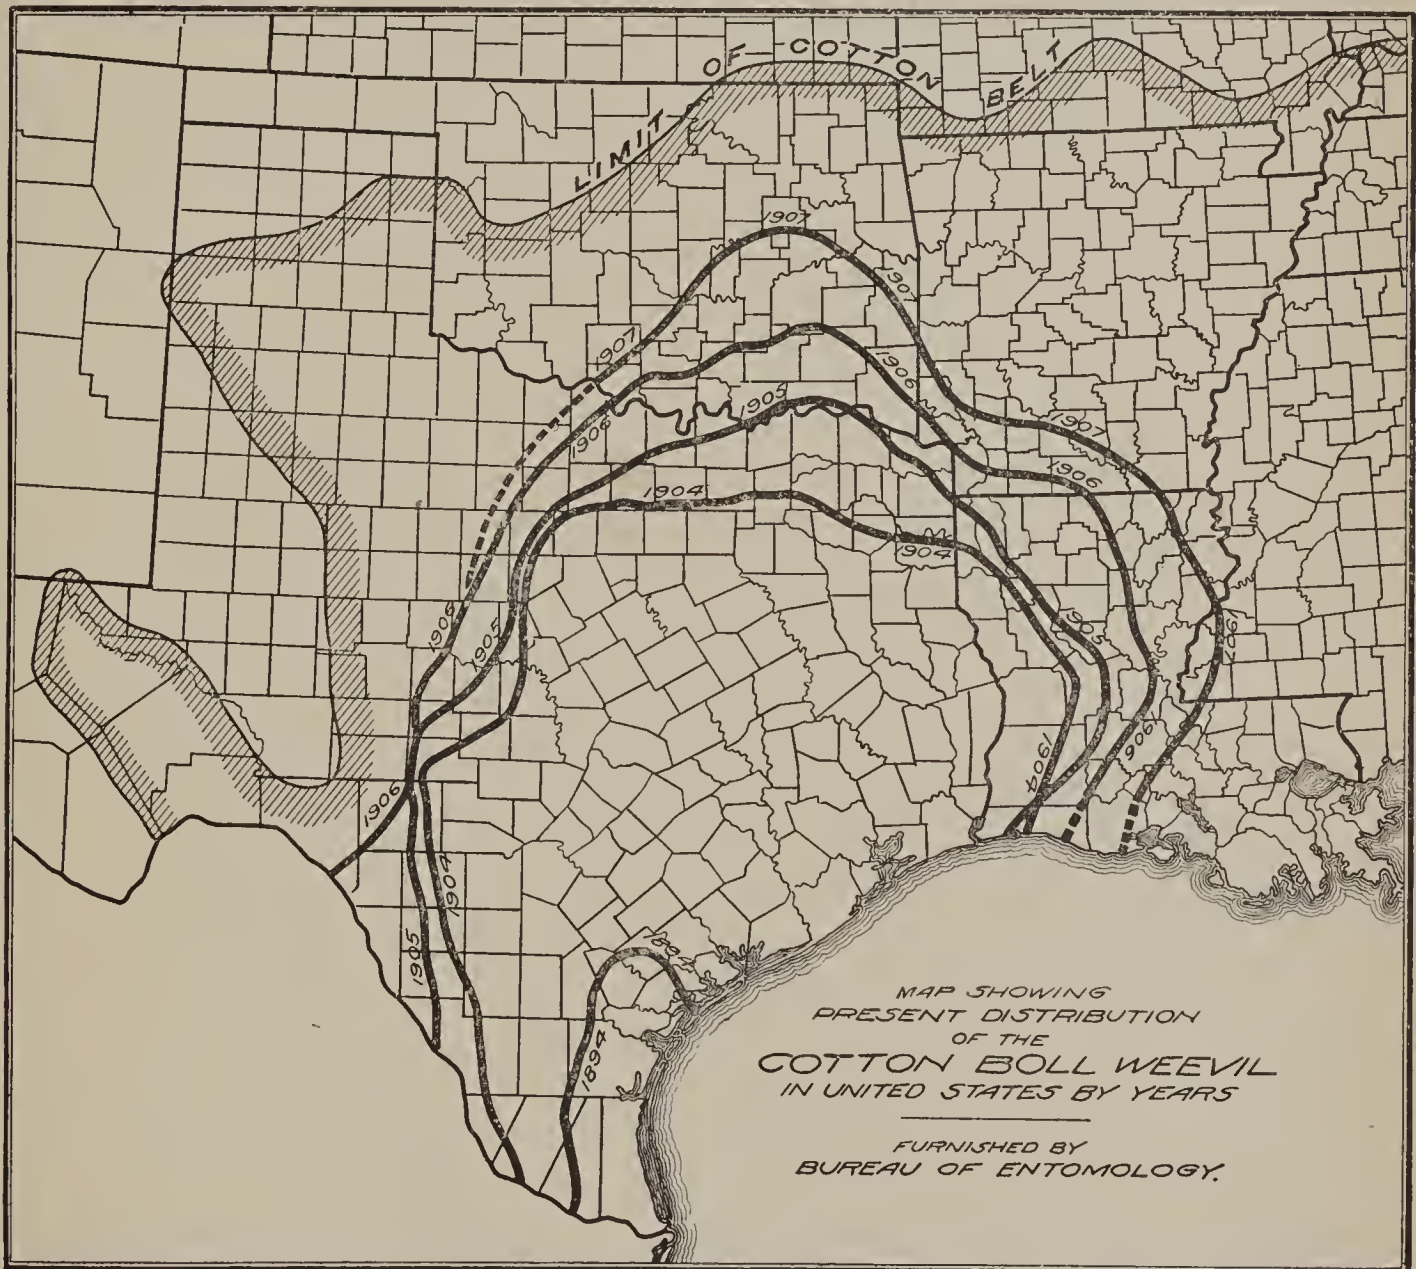 LIMIT OF COTTON BELT
1907
1907
1907
1906
1905
1906
1907
1906
1906
1904
1904
1907
1906
1905
1905
1904
1906
1906
1904
1905
1894
1894
MAP SHOWING
PRESENT DISTRIBUTION
OF THE
COTTON BOLL WEEVIL
IN UNITED STATES BY YEARS
FURNISHED BY
BUREAU OF ENTOMOLOGY.